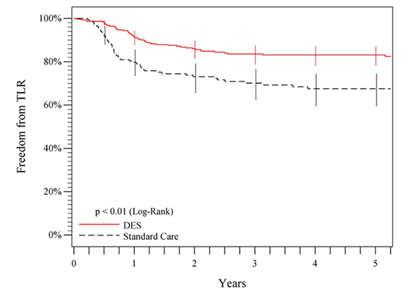 Freedom from TLR
100%
80%
60%
40%
20%
0%
p < 0.01 (Log-Rank)
DES
Standard Care
0 1 2 3 4 5
Years